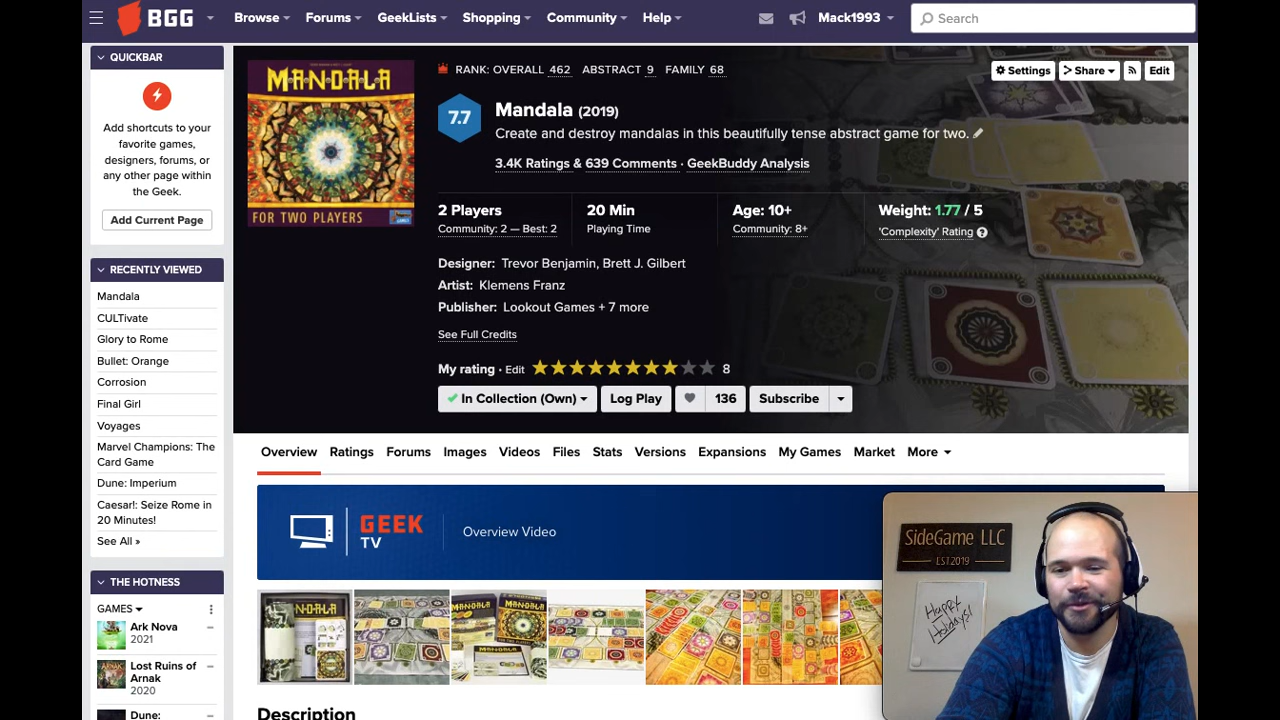 BGG
Browse
Forums
GeekLists
Shopping
Community
Help
Mack1993
Search
QUICKBAR
Add shortcuts to your
favorite games,
designers, forums, or
any other page within
the Geek.
Add Current Page
RECENTLY VIEWED
Mandala
CULTivate
Glory to Rome
Bullet: Orange
Corrosion
Final Girl
Voyages
Marvel Champions: The
Card Game
Dune: Imperium
Caesar!: Seize Rome in
20 Minutes!
See All »
THE HOTNESS
GAMES
Ark Nova
2021
Lost Ruins of
Arnak
2020
Dune:
MANDALA
FOR TWO PLAYERS
RANK: OVERALL 462 ABSTRACT 9 FAMILY 68
Settings
Share
Edit
7.7
Mandala (2019)
Create and destroy mandalas in this beautifully tense abstract game for two.
3.4K Ratings & 639 Comments · GeekBuddy Analysis
2 Players
Community: 2 — Best: 2
20 Min
Playing Time
Age: 10+
Community: 8+
Weight: 1.77 / 5
'Complexity' Rating
Designer: Trevor Benjamin, Brett J. Gilbert
Artist: Klemens Franz
Publisher: Lookout Games + 7 more
See Full Credits
My rating • Edit 8
In Collection (Own)
Log Play
136
Subscribe
Overview
Ratings
Forums
Images
Videos
Files
Stats
Versions
Expansions
My Games
Market
More
GEEK
TV
Overview Video
MANDALA
MANDALA
Description
SideGame LLC
EST.2019
Happy
Holidays!